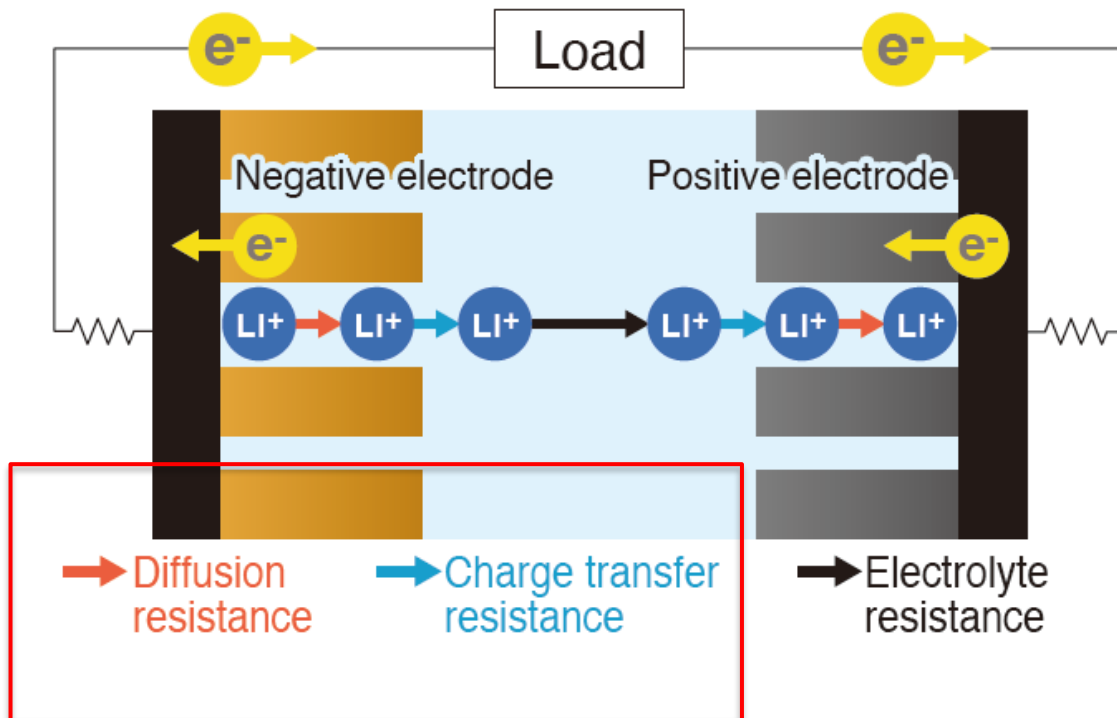 e- Load e-
Negative electrode Positive electrode
e- e-
LI+ LI+ LI+ LI+ LI+ LI+
Diffusion
resistance
Charge transfer
resistance
Electrolyte
resistance